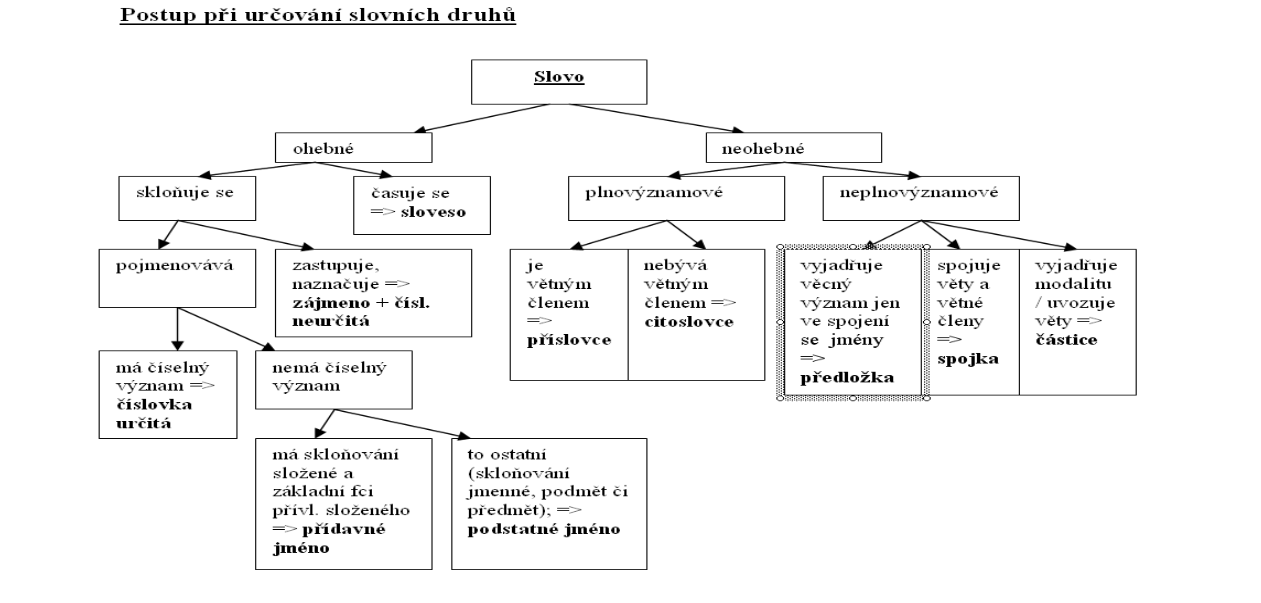 Postup při určování slovních druhů
Slovo
ohebné
neohebné
skloňuje se
časuje se
=> sloveso
plnovýznamové
neplnovýznamové
pojmenovává
zastupuje,
naznačuje =>
zájmeno + čísl.
neurčitá
je
větným
členem
=>
příslovce
nebývá
větným
členem =>
citoslovce
vyjadřuje
věcný
význam jen
ve spojení
se jmény
=>
předložka
spojuje
věty a
větné
členy
=>
spojka
vyjadřuje
modalitu
/ uvozuje
věty =>
částice
má číselný
význam =>
číslovka
určitá
nemá číselný
význam
má skloňování
složené a
základní fci
přívl. složeného
=> přídavné
jméno
to ostatní
(skloňování
jmenné, podmět či
předmět); =>
podstatné jméno